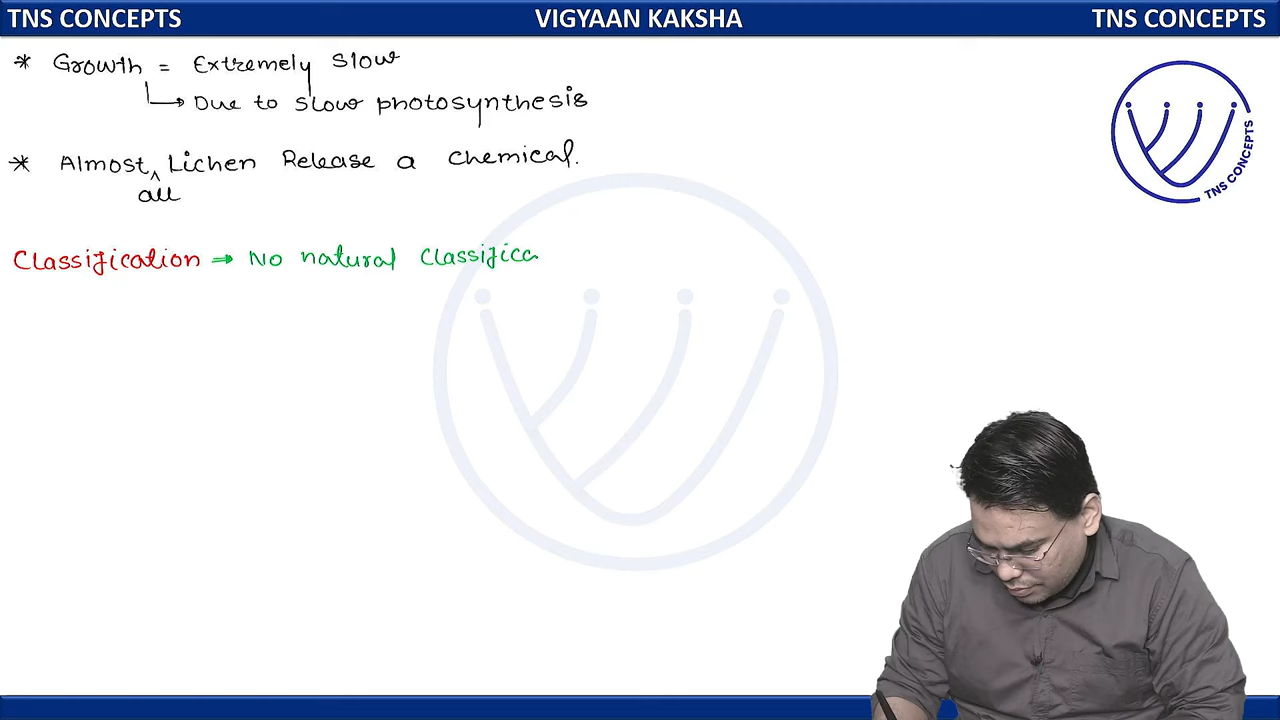 TNS CONCEPTS VIGYAAN KAKSHA TNS CONCEPTS
* Growth = Extremely slow
Due to slow photosynthesis
TNS CONCEPTS
* Almost ^ Lichen Release a chemical.
all
Classification ⇒ No natural classifica